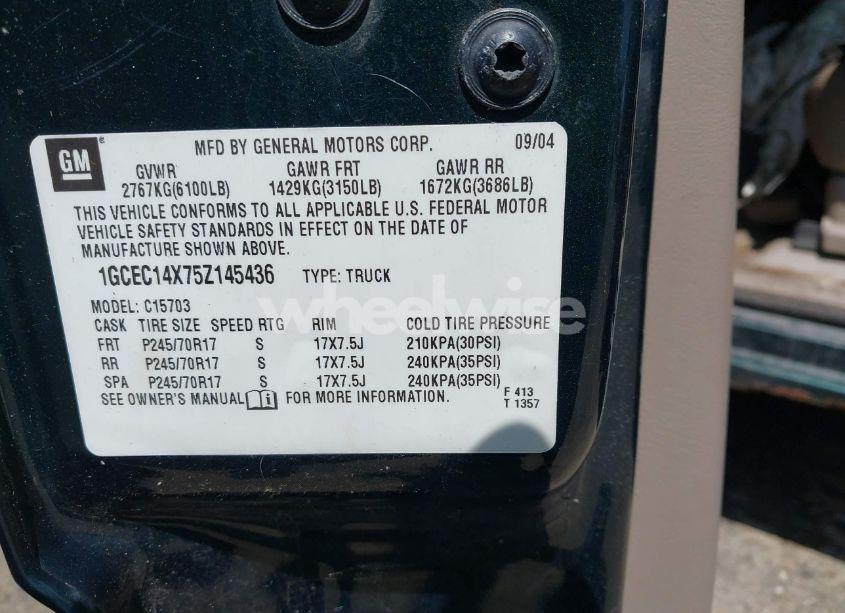 GM
MFD BY GENERAL MOTORS CORP. 09/04
GVWR GAWR FRT GAWR RR
2767KG(6100LB) 1429KG(3150LB) 1672KG(3686LB)
THIS VEHICLE CONFORMS TO ALL APPLICABLE U.S. FEDERAL MOTOR
VEHICLE SAFETY STANDARDS IN EFFECT ON THE DATE OF
MANUFACTURE SHOWN ABOVE.
1GCEC14X75Z145436 TYPE: TRUCK
MODEL: C15703
CASK TIRE SIZE SPEED RTG RIM COLD TIRE PRESSURE
FRT P245/70R17 S 17X7.5J 210KPA(30PSI)
RR P245/70R17 S 17X7.5J 240KPA(35PSI)
SPA P245/70R17 S 17X7.5J 240KPA(35PSI)
SEE OWNER'S MANUAL FOR MORE INFORMATION.
F 413
T 1357
wheelwise